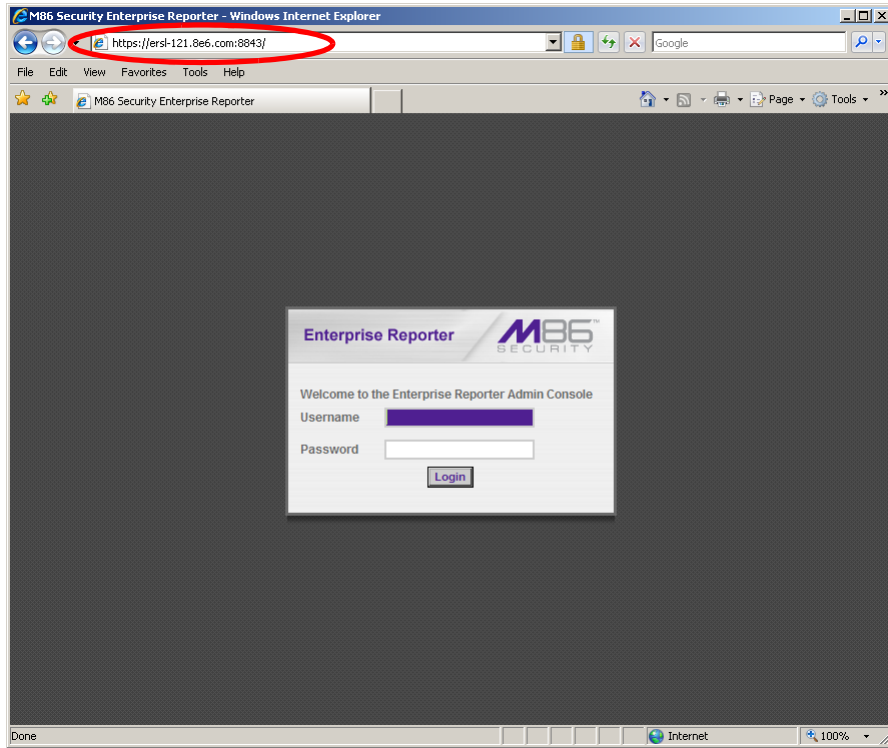 M86 Security Enterprise Reporter - Windows Internet Explorer
https://ersl-121.8e6.com:8843/
Google
File Edit View Favorites Tools Help
M86 Security Enterprise Reporter
Page Tools »
Enterprise Reporter
M86™
SECURITY
Welcome to the Enterprise Reporter Admin Console
Username
Password
Login
Done
Internet
100%